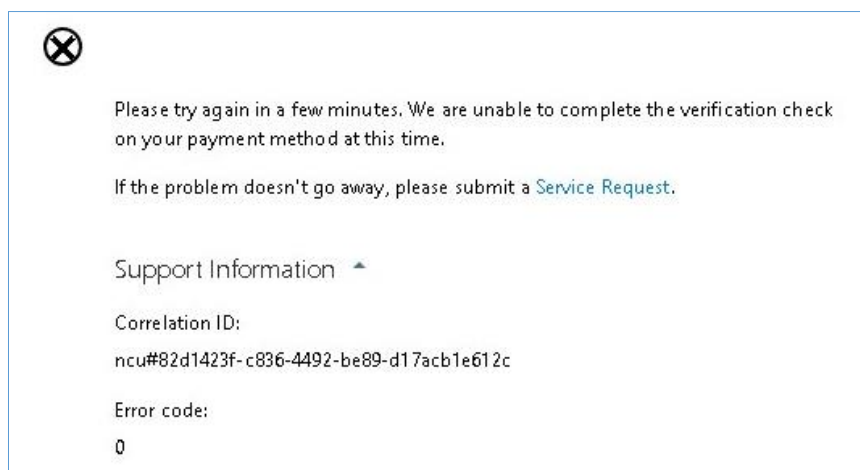 Please try again in a few minutes. We are unable to complete the verification check
on your payment method at this time.
If the problem doesn't go away, please submit a Service Request.
Support Information
Correlation ID:
ncu#82d1423f-c836-4492-be89-d17acb1e612c
Error code:
0